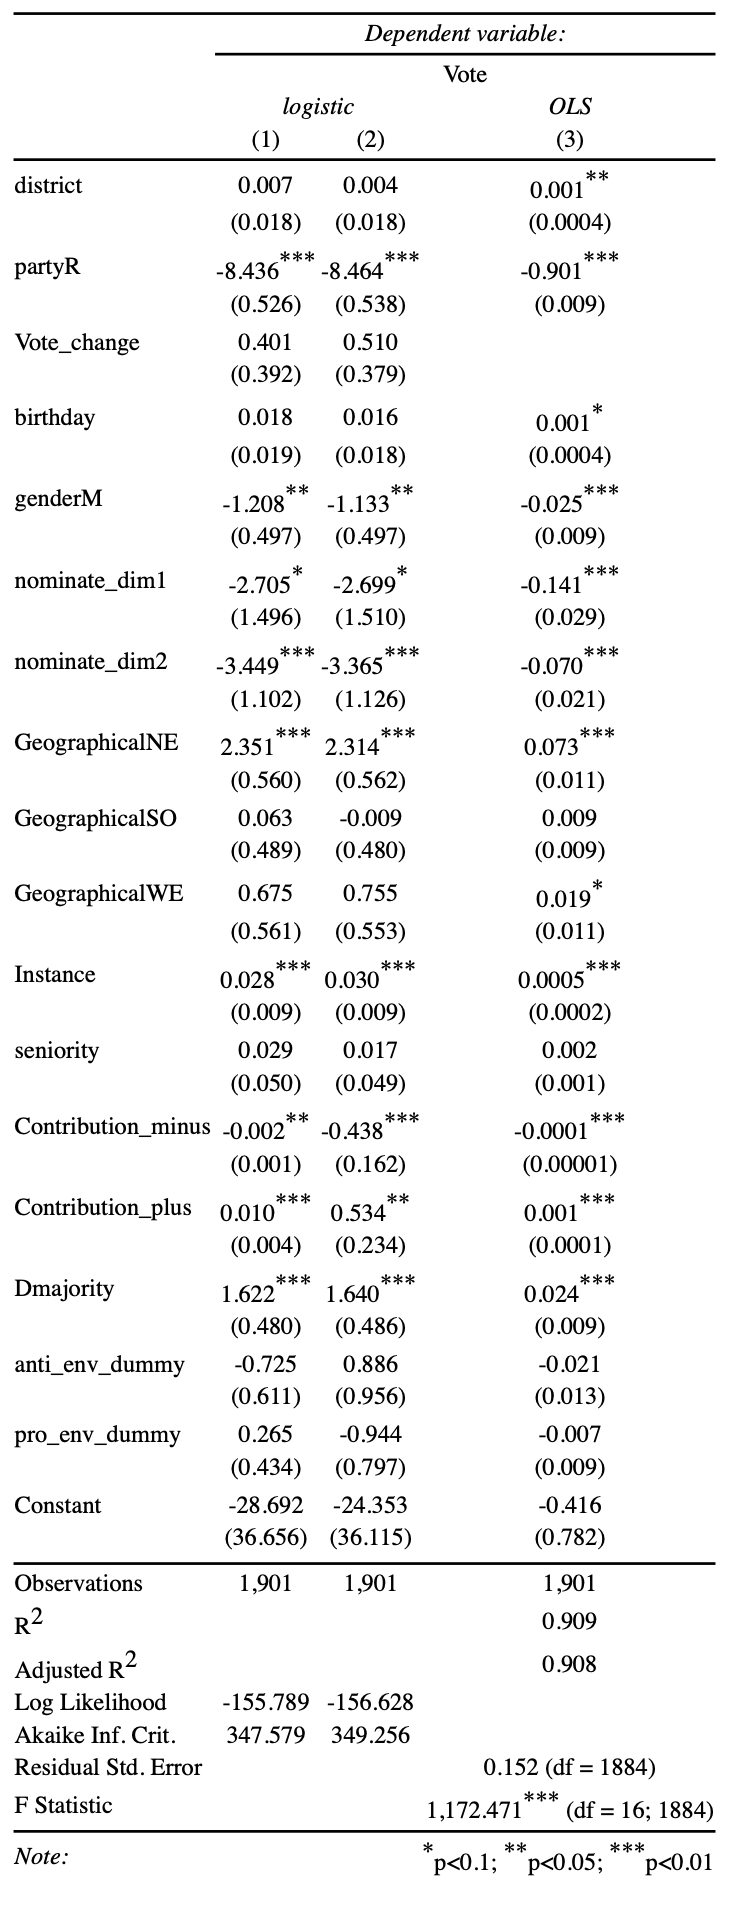 Dependent variable:
Vote
logistic OLS
(1) (2) (3)
district 0.007 0.004 0.001**
(0.018) (0.018) (0.0004)
partyR -8.436*** -8.464*** -0.901***
(0.526) (0.538) (0.009)
Vote_change 0.401 0.510
(0.392) (0.379)
birthday 0.018 0.016 0.001*
(0.019) (0.018) (0.0004)
genderM -1.208** -1.133** -0.025***
(0.497) (0.497) (0.009)
nominate_dim1 -2.705* -2.699* -0.141***
(1.496) (1.510) (0.029)
nominate_dim2 -3.449*** -3.365*** -0.070***
(1.102) (1.126) (0.021)
GeographicalNE 2.351*** 2.314*** 0.073***
(0.560) (0.562) (0.011)
GeographicalSO 0.063 -0.009 0.009
(0.489) (0.480) (0.009)
GeographicalWE 0.675 0.755 0.019*
(0.561) (0.553) (0.011)
Instance 0.028*** 0.030*** 0.0005***
(0.009) (0.009) (0.0002)
seniority 0.029 0.017 0.002
(0.050) (0.049) (0.001)
Contribution_minus -0.002** -0.438*** -0.0001***
(0.001) (0.162) (0.00001)
Contribution_plus 0.010*** 0.534** 0.001***
(0.004) (0.234) (0.0001)
Dmajority 1.622*** 1.640*** 0.024***
(0.480) (0.486) (0.009)
anti_env_dummy -0.725 0.886 -0.021
(0.611) (0.956) (0.013)
pro_env_dummy 0.265 -0.944 -0.007
(0.434) (0.797) (0.009)
Constant -28.692 -24.353 -0.416
(36.656) (36.115) (0.782)
Observations 1,901 1,901 1,901
R2 0.909
Adjusted R2 0.908
Log Likelihood -155.789 -156.628
Akaike Inf. Crit. 347.579 349.256
Residual Std. Error 0.152 (df = 1884)
F Statistic 1,172.471*** (df = 16; 1884)
Note: *p<0.1; **p<0.05; ***p<0.01